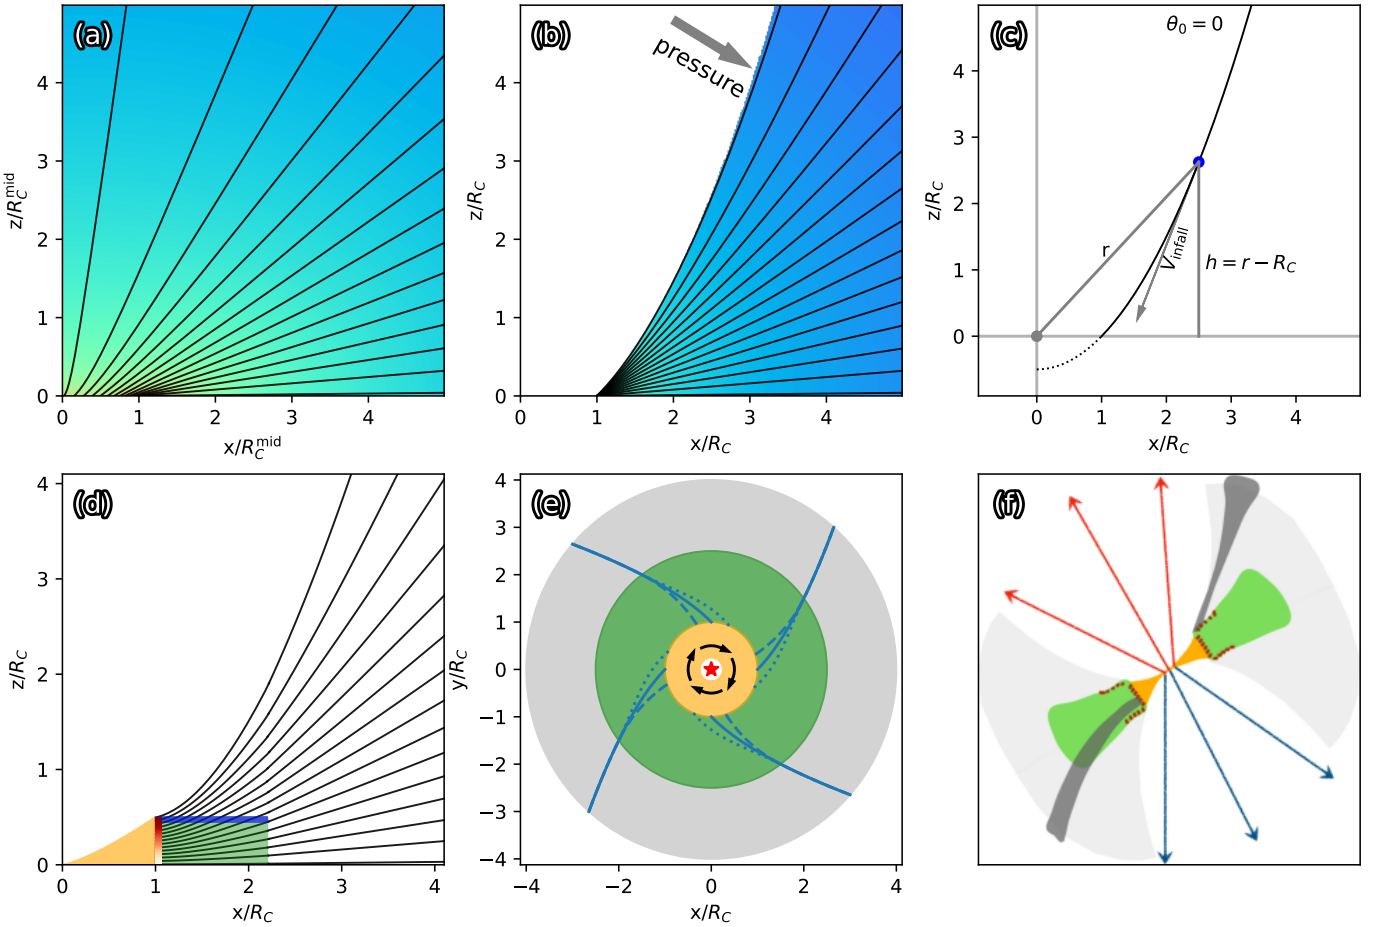 (a)
z/R_C^mid
4
3
2
1
0
0 1 2 3 4
x/R_C^mid
(b)
pressure
z/R_C
4
3
2
1
0
0 1 2 3 4
x/R_C
(c)
θ_0 = 0
r
V_infall
h = r − R_C
z/R_C
4
3
2
1
0
0 1 2 3 4
x/R_C
(d)
z/R_C
4
3
2
1
0
0 1 2 3 4
x/R_C
(e)
y/R_C
4
3
2
1
0
−1
−2
−3
−4
−4 −2 0 2 4
x/R_C
(f)